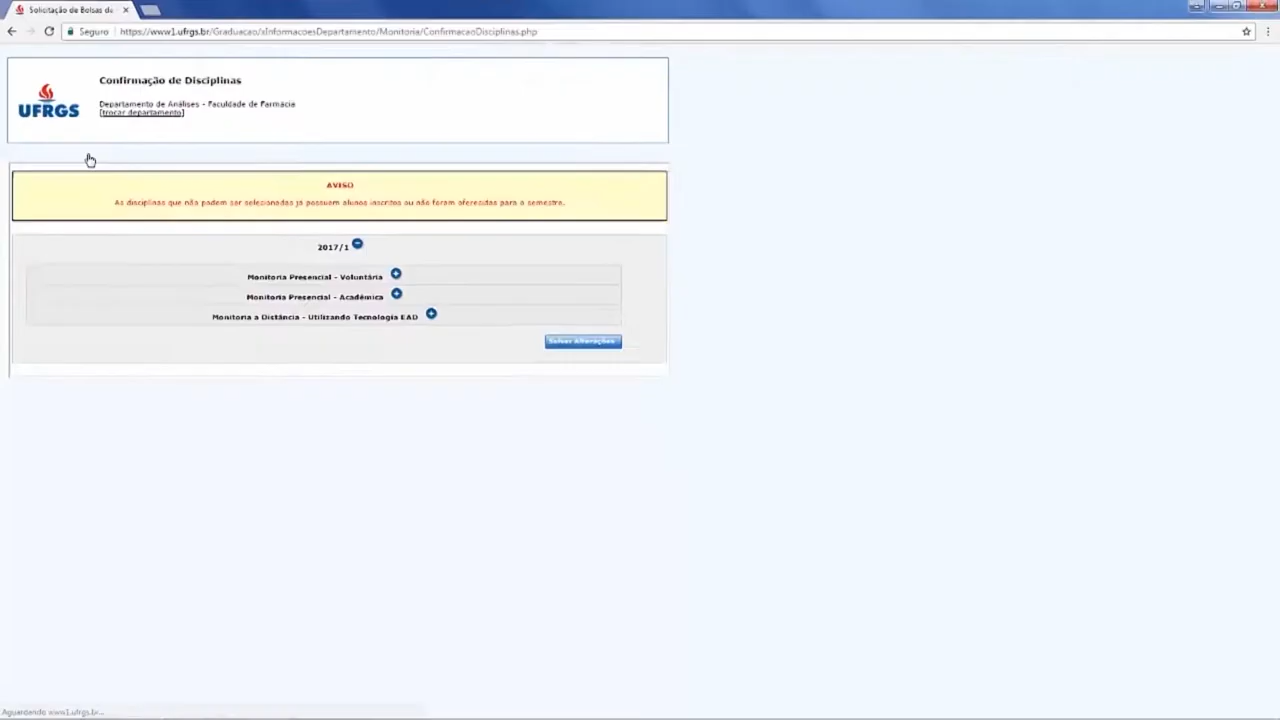 Solicitação de Bolsas de
Seguro
https://www1.ufrgs.br/Graduacao/xInformacoesDepartamento/Monitoria/ConfirmacaoDisciplinas.php
Confirmação de Disciplinas
UFRGS
Departamento de Análises - Faculdade de Farmácia
[trocar departamento]
AVISO
As disciplinas que não podem ser selecionadas já possuem alunos inscritos ou não foram oferecidas para o semestre.
2017/1
Monitoria Presencial - Voluntária
Monitoria Presencial - Acadêmica
Monitoria a Distância - Utilizando Tecnologia EAD
Salvar Alterações
Aguardando www1.ufrgs.br...